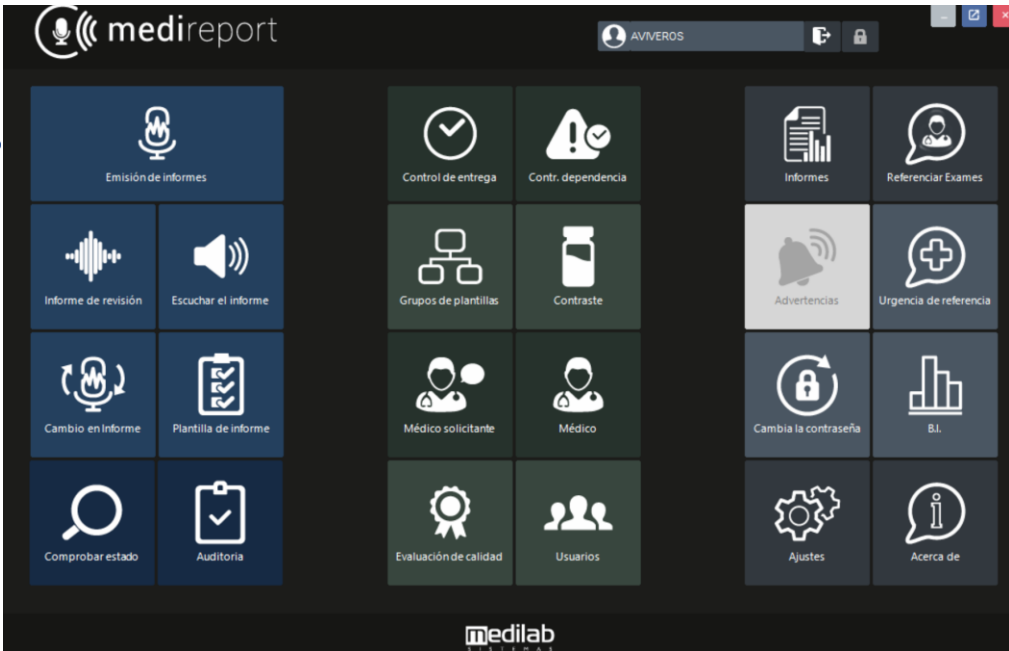 medireport
AVIVEROS
Emisión de informes
Control de entrega
Contr. dependencia
Informes
Referenciar Exames
Informe de revisión
Escuchar el informe
Grupos de plantillas
Contraste
Advertencias
Urgencia de referencia
Cambio en Informe
Plantilla de informe
Médico solicitante
Médico
Cambia la contraseña
B.I.
Comprobar estado
Auditoria
Evaluación de calidad
Usuarios
Ajustes
Acerca de
medilab
SISTEMAS